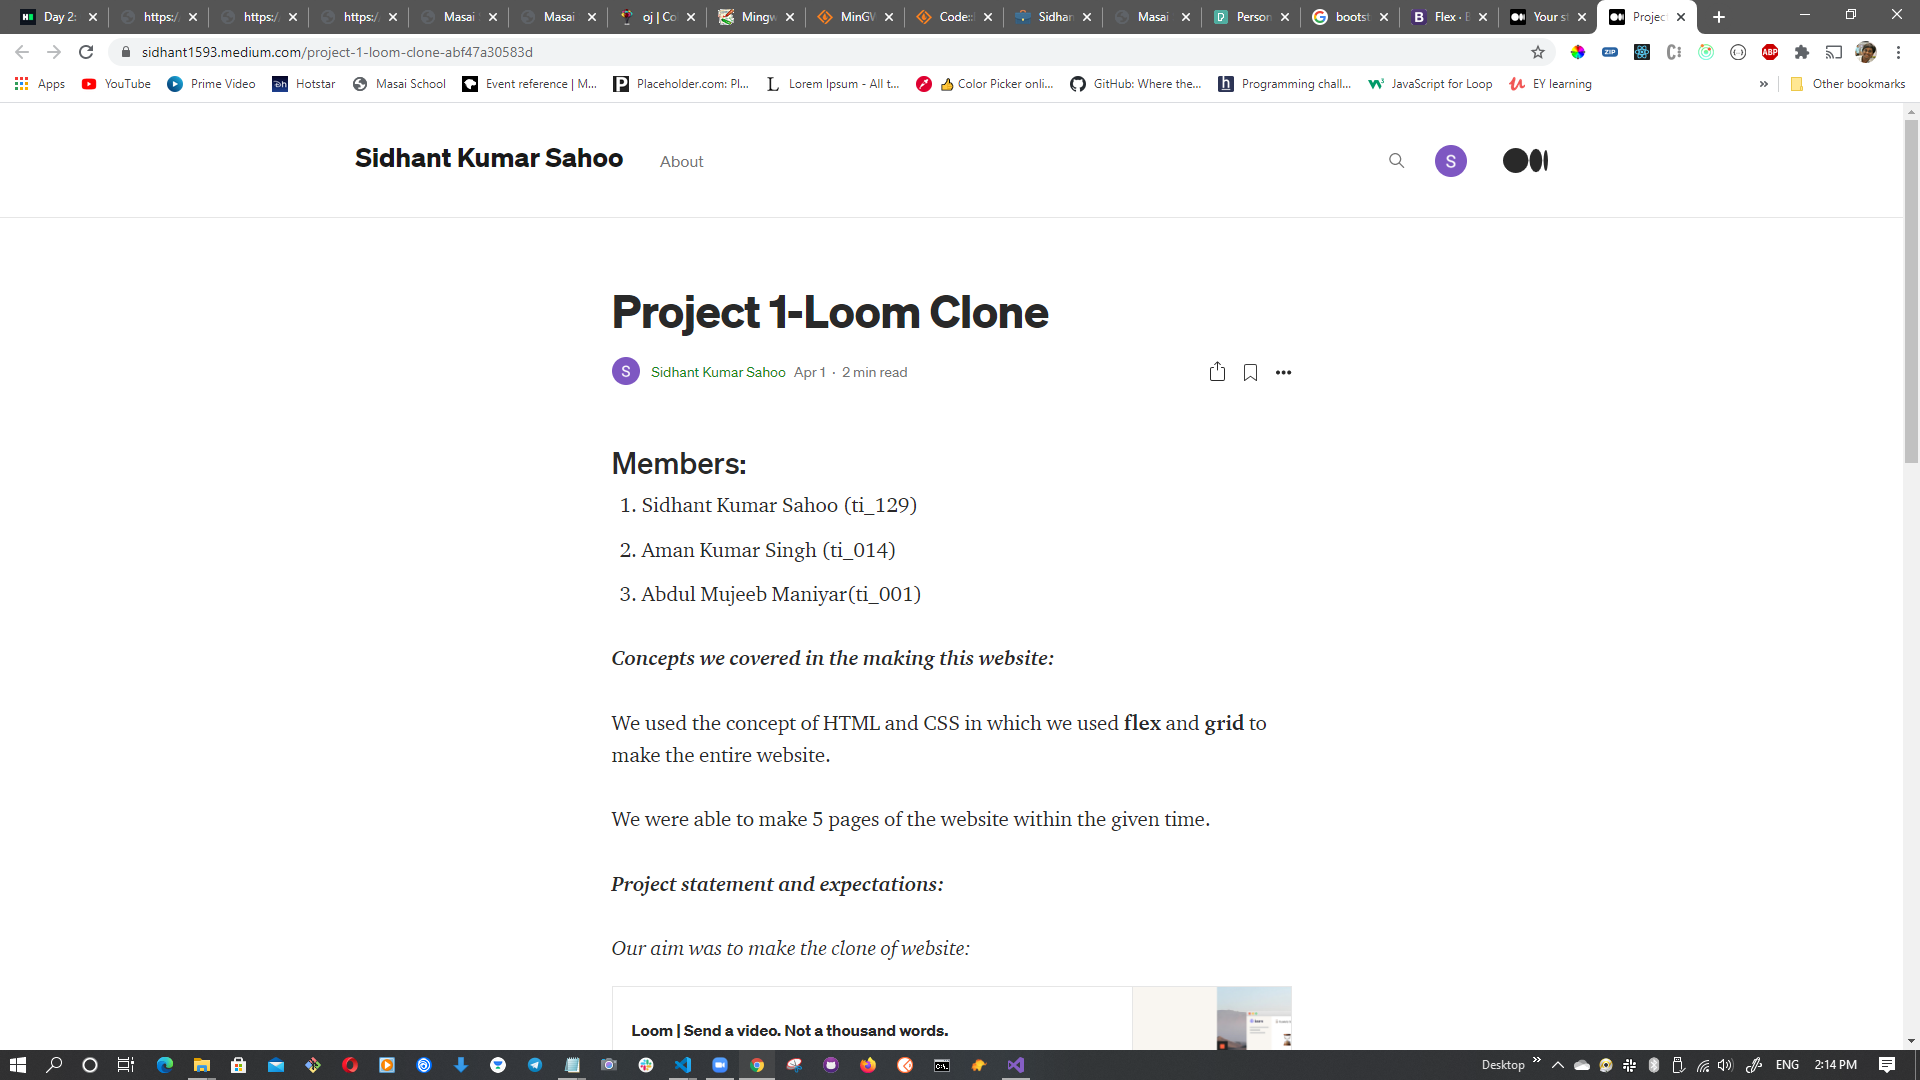 Day 2:
https:/
https:/
https:/
Masai
Masai
oj | Co
Mingw
MinGW
Code::
Sidhan
Masai
Person
bootst
Flex · B
Your st
Project
sidhant1593.medium.com/project-1-loom-clone-abf47a30583d
Apps
YouTube
Prime Video
Hotstar
Masai School
Event reference | M...
Placeholder.com: Pl...
Lorem Ipsum - All t...
👍 Color Picker onli...
GitHub: Where the...
Programming chall...
JavaScript for Loop
EY learning
»
Other bookmarks
Sidhant Kumar Sahoo
About
S
Project 1-Loom Clone
S
Sidhant Kumar Sahoo Apr 1 · 2 min read
Members:
1. Sidhant Kumar Sahoo (ti_129)
2. Aman Kumar Singh (ti_014)
3. Abdul Mujeeb Maniyar(ti_001)
Concepts we covered in the making this website:
We used the concept of HTML and CSS in which we used flex and grid to
make the entire website.
We were able to make 5 pages of the website within the given time.
Project statement and expectations:
Our aim was to make the clone of website:
Loom | Send a video. Not a thousand words.
Desktop
ENG
2:14 PM